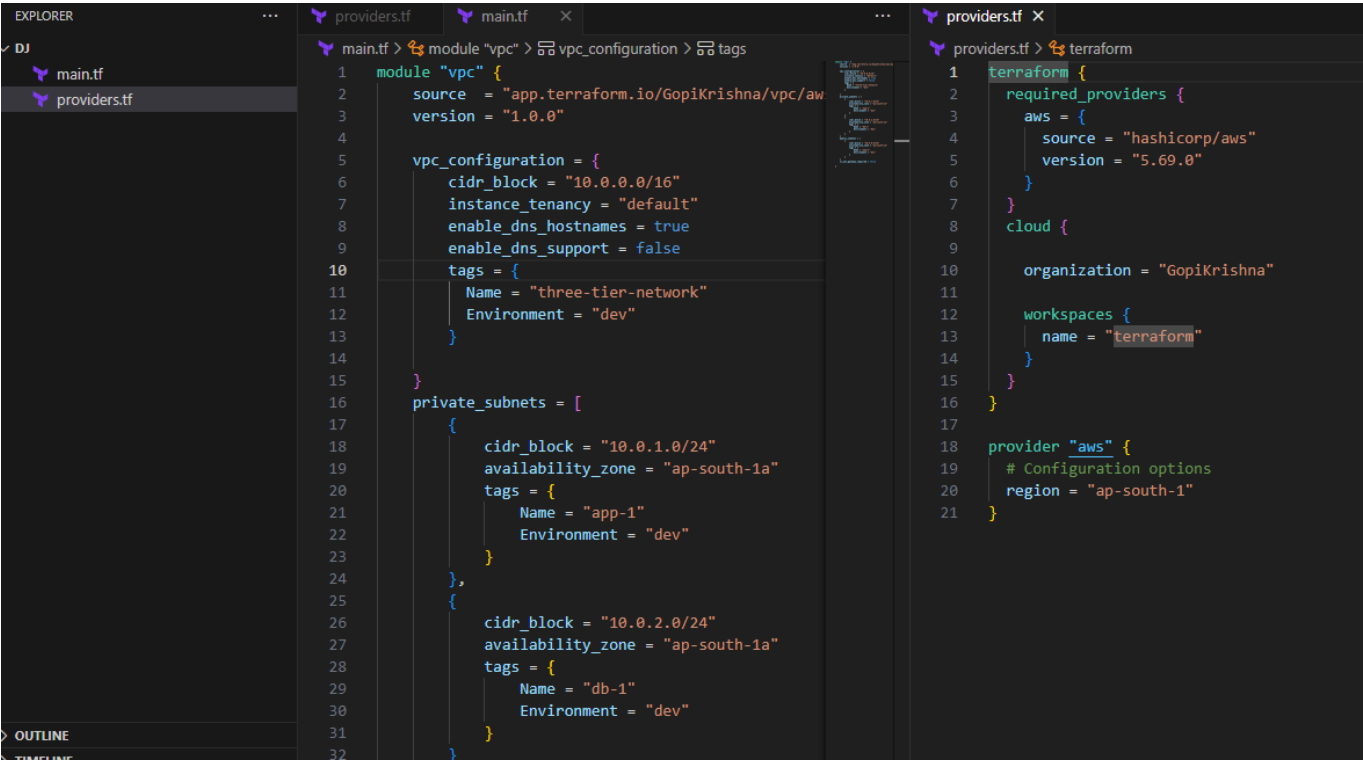 EXPLORER ...
DJ
main.tf
providers.tf
OUTLINE
TIMELINE
providers.tf main.tf × ...
main.tf > module "vpc" > vpc_configuration > tags
1 module "vpc" {
2 source = "app.terraform.io/GopiKrishna/vpc/aw
3 version = "1.0.0"
4
5 vpc_configuration = {
6 cidr_block = "10.0.0.0/16"
7 instance_tenancy = "default"
8 enable_dns_hostnames = true
9 enable_dns_support = false
10 tags = {
11 Name = "three-tier-network"
12 Environment = "dev"
13 }
14
15 }
16 private_subnets = [
17 {
18 cidr_block = "10.0.1.0/24"
19 availability_zone = "ap-south-1a"
20 tags = {
21 Name = "app-1"
22 Environment = "dev"
23 }
24 },
25 {
26 cidr_block = "10.0.2.0/24"
27 availability_zone = "ap-south-1a"
28 tags = {
29 Name = "db-1"
30 Environment = "dev"
31 }
32 }
providers.tf ×
providers.tf > terraform
1 terraform {
2 required_providers {
3 aws = {
4 source = "hashicorp/aws"
5 version = "5.69.0"
6 }
7 }
8 cloud {
9
10 organization = "GopiKrishna"
11
12 workspaces {
13 name = "terraform"
14 }
15 }
16 }
17
18 provider "aws" {
19 # Configuration options
20 region = "ap-south-1"
21 }